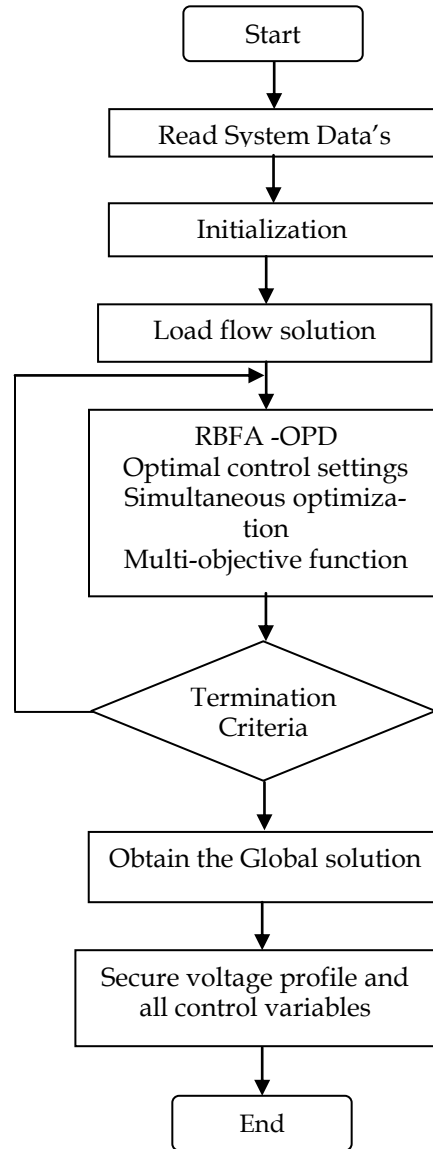 Start
Read System Data’s
Initialization
Load flow solution
RBFA -OPD
Optimal control settings
Simultaneous optimiza-
tion
Multi-objective function
Termination
Criteria
Obtain the Global solution
Secure voltage profile and
all control variables
End